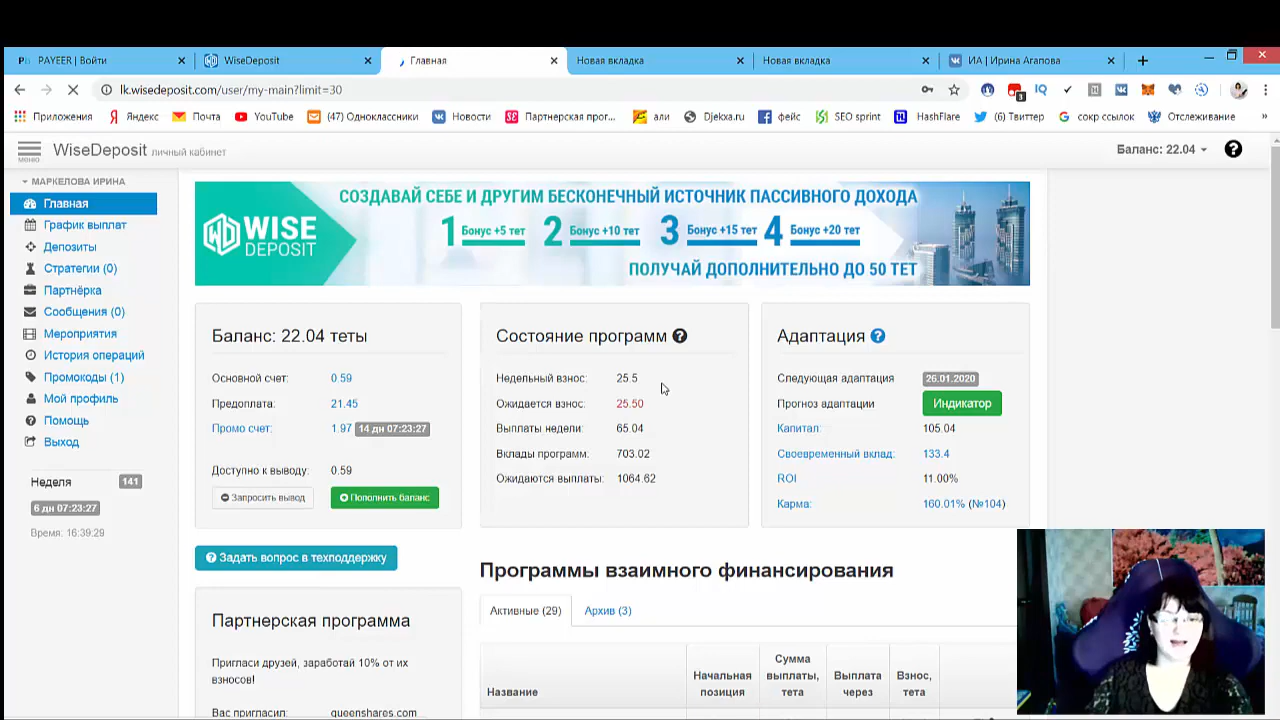 PAYEER | Войти
WiseDeposit
Главная
Новая вкладка
Новая вкладка
ИА | Ирина Агапова
lk.wisedeposit.com/user/my-main?limit=30
Приложения
Яндекс
Почта
YouTube
(47) Одноклассники
Новости
Партнерская прог...
али
Djekxa.ru
фейс
SEO sprint
HashFlare
(6) Твиттер
сокр ссылок
Отслеживание
»
МЕНЮ
WiseDeposit личный кабинет
Баланс: 22.04
МАРКЕЛОВА ИРИНА
Главная
График выплат
Депозиты
Стратегии (0)
Партнёрка
Сообщения (0)
Мероприятия
История операций
Промокоды (1)
Мой профиль
Помощь
Выход
Неделя 141
6 дн 07:23:27
Время: 16:39:29
WISE
DEPOSIT
СОЗДАВАЙ СЕБЕ И ДРУГИМ БЕСКОНЕЧНЫЙ ИСТОЧНИК ПАССИВНОГО ДОХОДА
1 Бонус +5 тет 2 Бонус +10 тет 3 Бонус +15 тет 4 Бонус +20 тет
ПОЛУЧАЙ ДОПОЛНИТЕЛЬНО ДО 50 ТЕТ
Баланс: 22.04 теты
Основной счет: 0.59
Предоплата: 21.45
Промо счет: 1.97 14 дн 07:23:27
Доступно к выводу: 0.59
Запросить вывод
Пополнить баланс
Состояние программ
Недельный взнос: 25.5
Ожидается взнос: 25.50
Выплаты недели: 65.04
Вклады программ: 703.02
Ожидаются выплаты: 1064.62
Адаптация
Следующая адаптация 26.01.2020
Прогноз адаптации Индикатор
Капитал: 105.04
Своевременный вклад: 133.4
ROI 11.00%
Карма: 160.01% (№104)
Задать вопрос в техподдержку
Партнерская программа
Пригласи друзей, заработай 10% от их
взносов!
Вас пригласил: queenshares.com
Программы взаимного финансирования
Активные (29)
Архив (3)
Название
Начальная
позиция
Сумма
выплаты,
тета
Выплата
через
Взнос,
тета